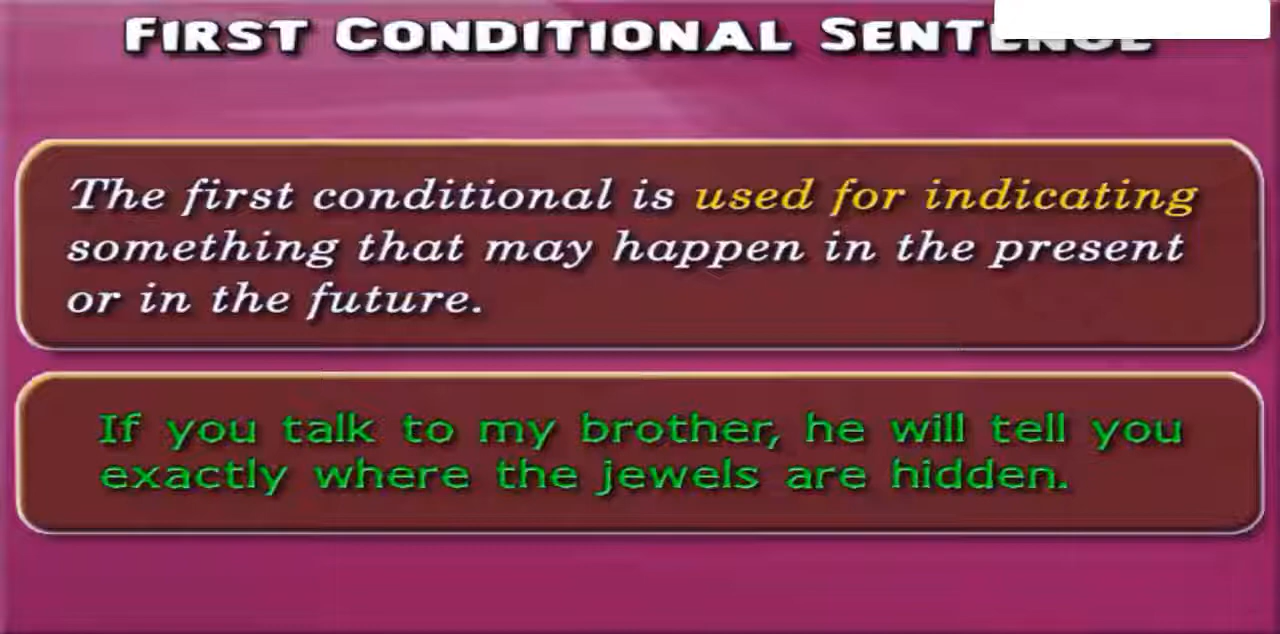 FIRST CONDITIONAL SENTENCE
The first conditional is used for indicating
something that may happen in the present
or in the future.
If you talk to my brother, he will tell you
exactly where the jewels are hidden.